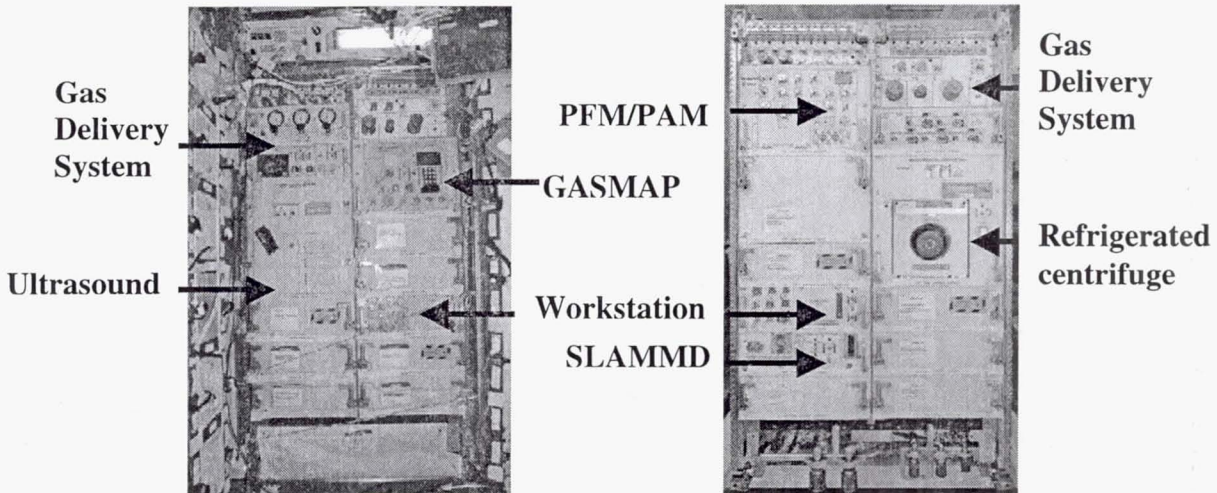 Gas
Delivery
System
Ultrasound
PFM/PAM
GASMAP
Workstation
SLAMMD
Gas
Delivery
System
Refrigerated
centrifuge